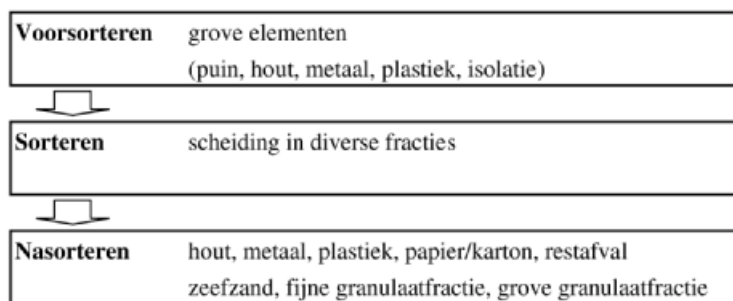 Voorsorteren grove elementen
(puin, hout, metaal, plastiek, isolatie)
Sorteren scheiding in diverse fracties
Nasorteren hout, metaal, plastiek, papier/karton, restafval
zeefzand, fijne granulaatfractie, grove granulaatfractie